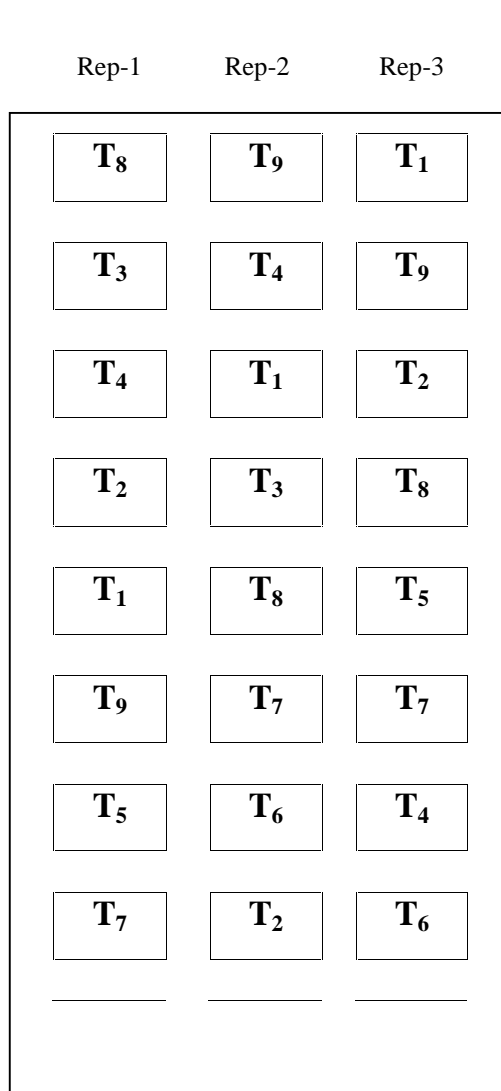 Rep-1 Rep-2 Rep-3
T₈ T₉ T₁
T₃ T₄ T₉
T₄ T₁ T₂
T₂ T₃ T₈
T₁ T₈ T₅
T₉ T₇ T₇
T₅ T₆ T₄
T₇ T₂ T₆